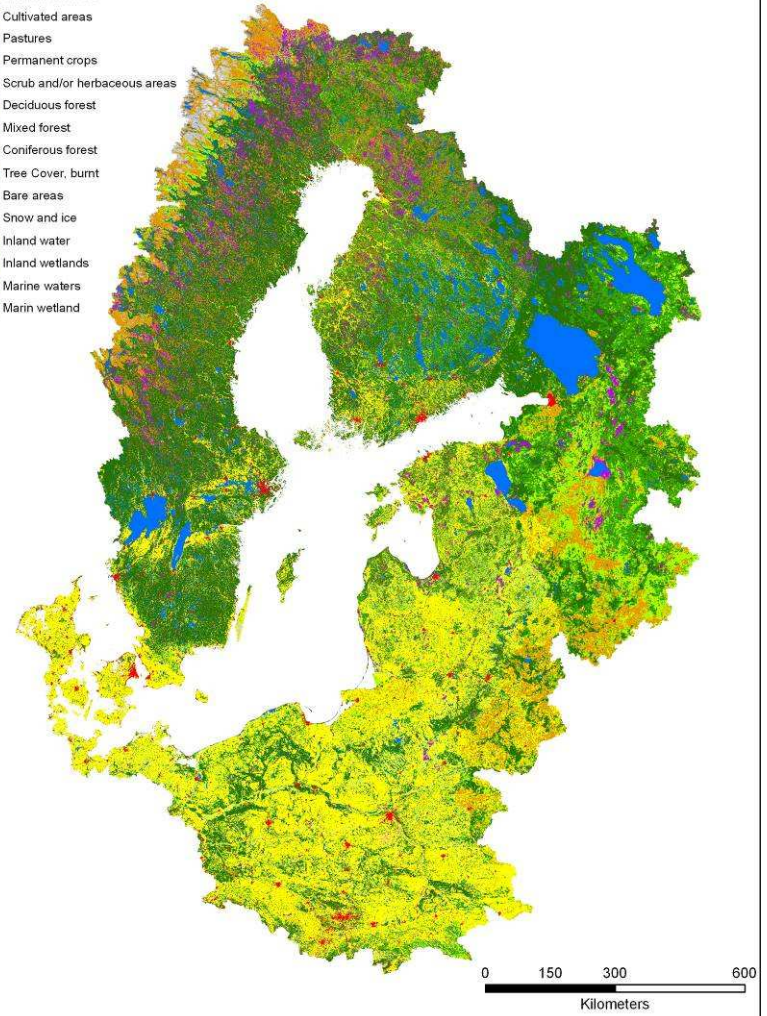 Cultivated areas
Pastures
Permanent crops
Scrub and/or herbaceous areas
Deciduous forest
Mixed forest
Coniferous forest
Tree Cover, burnt
Bare areas
Snow and ice
Inland water
Inland wetlands
Marine waters
Marin wetland
0 150 300 600
Kilometers